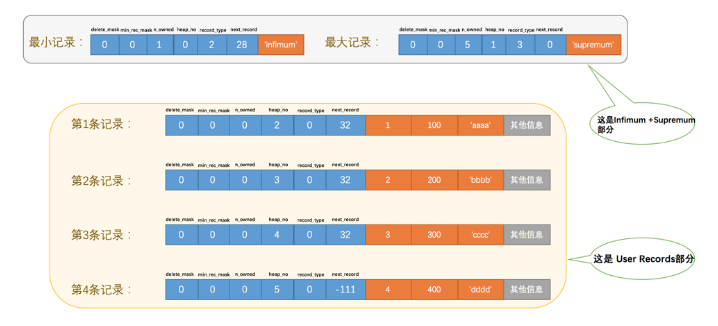 delete_mask min_rec_mask n_owned heap_no record_type next_record
最小记录： 0 0 1 0 2 28 'infimum'
delete_mask min_rec_mask n_owned heap_no record_type next_record
最大记录： 0 0 5 1 3 0 'supremum'
这是Infimum +Supremum
部分
delete_mask min_rec_mask n_owned heap_no record_type next_record
第1条记录： 0 0 0 2 0 32 1 100 'aaaa' 其他信息
delete_mask min_rec_mask n_owned heap_no record_type next_record
第2条记录： 0 0 0 3 0 32 2 200 'bbbb' 其他信息
delete_mask min_rec_mask n_owned heap_no record_type next_record
第3条记录： 0 0 0 4 0 32 3 300 'cccc' 其他信息
这是 User Records部分
delete_mask min_rec_mask n_owned heap_no record_type next_record
第4条记录： 0 0 0 5 0 -111 4 400 'dddd' 其他信息